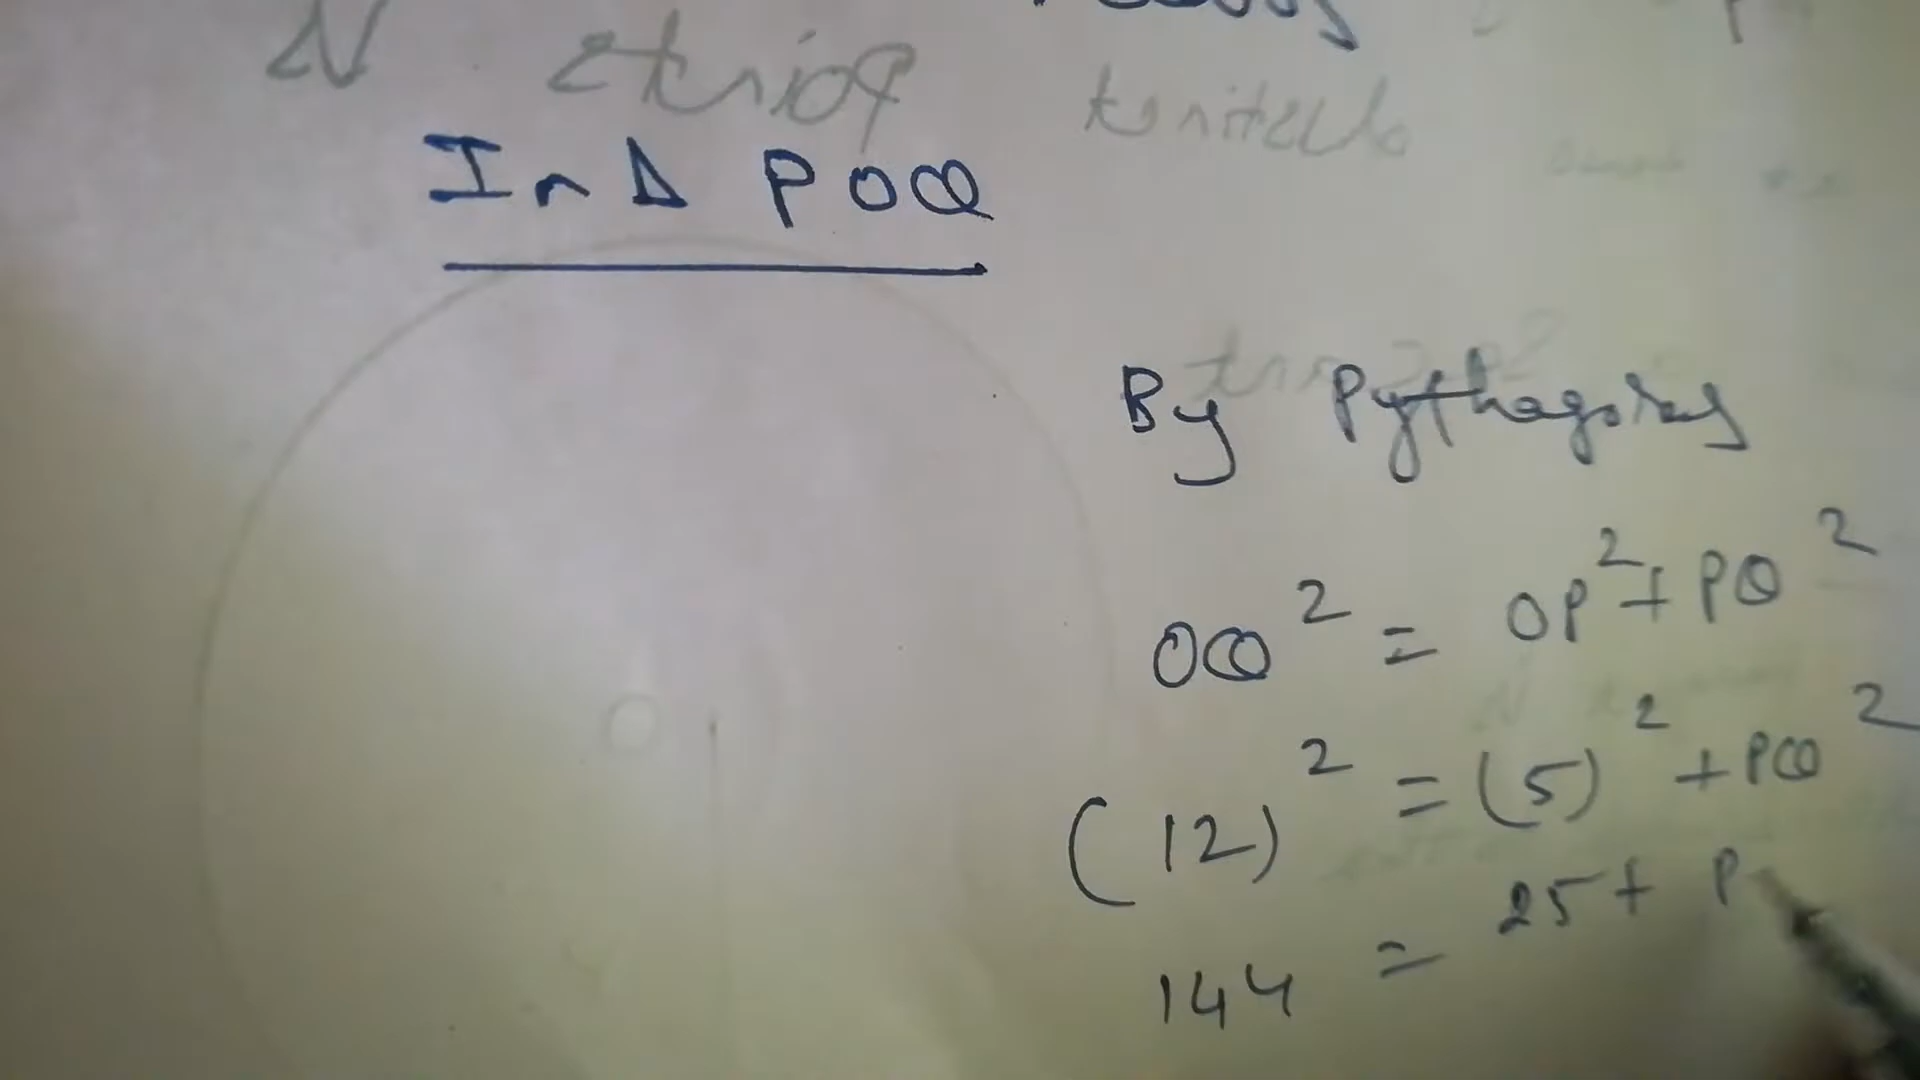 In Δ POQ
By Pythagoras
OQ² = OP² + PQ²
(12)² = (5)² + PQ²
144 = 25 + P